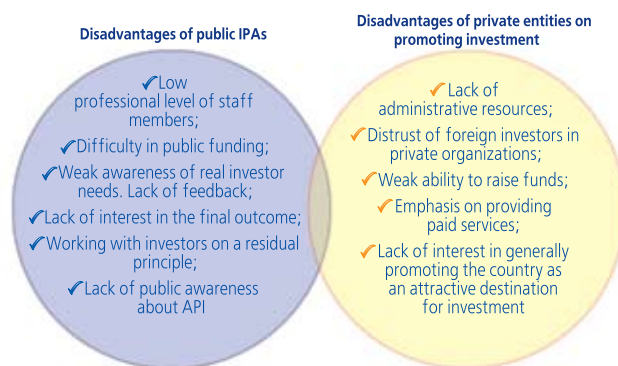 Disadvantages of public IPAs
✓Low
professional level of staff
members;
✓Difficulty in public funding;
✓Weak awareness of real investor
needs. Lack of feedback;
✓Lack of interest in the final outcome;
✓Working with investors on a residual
principle;
✓Lack of public awareness
about API
Disadvantages of private entities on
promoting investment
✓Lack of
administrative resources;
✓Distrust of foreign investors in
private organizations;
✓Weak ability to raise funds;
✓Emphasis on providing
paid services;
✓Lack of interest in generally
promoting the country as
an attractive destination
for investment